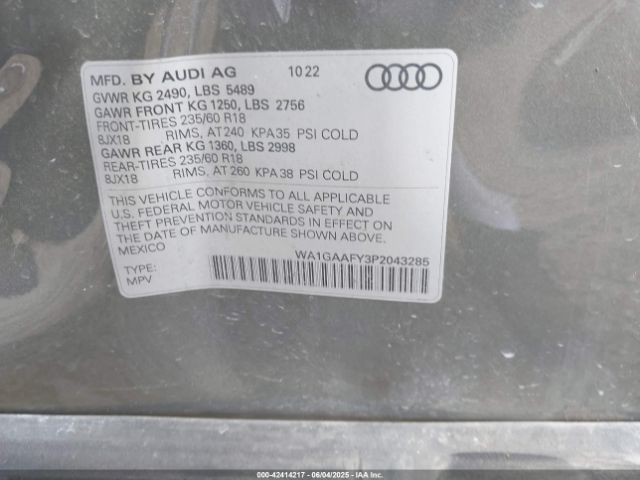 MFD. BY AUDI AG 10 22
GVWR KG 2490, LBS 5489
GAWR FRONT KG 1250, LBS 2756
FRONT-TIRES 235/60 R18
8JX18 RIMS, AT 240 KPA 35 PSI COLD
GAWR REAR KG 1360, LBS 2998
REAR-TIRES 235/60 R18
8JX18 RIMS, AT 260 KPA 38 PSI COLD
THIS VEHICLE CONFORMS TO ALL APPLICABLE
U.S. FEDERAL MOTOR VEHICLE SAFETY AND
THEFT PREVENTION STANDARDS IN EFFECT ON
THE DATE OF MANUFACTURE SHOWN ABOVE.
MEXICO
WA1GAAFY3P2043285
TYPE:
MPV
000-42414217 - 06/04/2025 - IAAI.COM